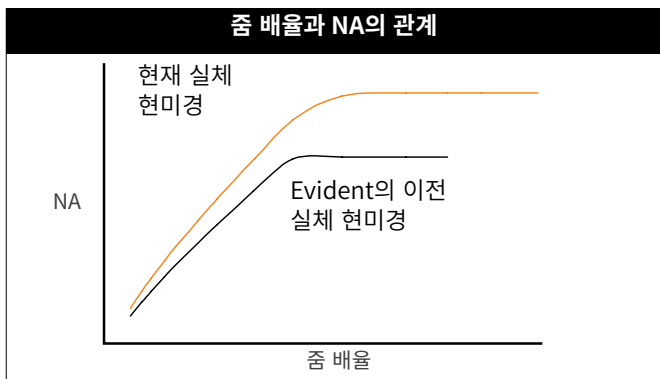 줌 배율과 NA의 관계
현재 실체
현미경
NA
Evident의 이전
실체 현미경
줌 배율